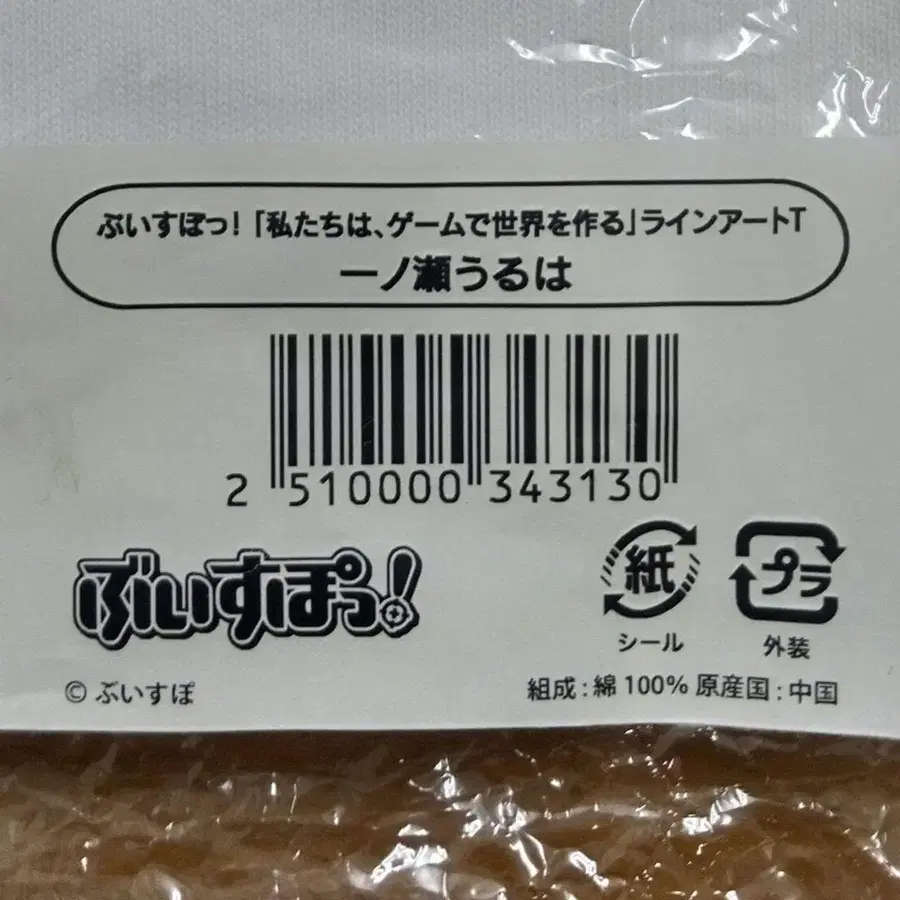 ぶいすぽっ!「私たちは、ゲームで世界を作る」ラインアートT
一ノ瀬うるは
2 510000 343130
ぶいすぽっ!
紙 プラ
シール 外装
© ぶいすぽ
組成:綿 100% 原産国:中国